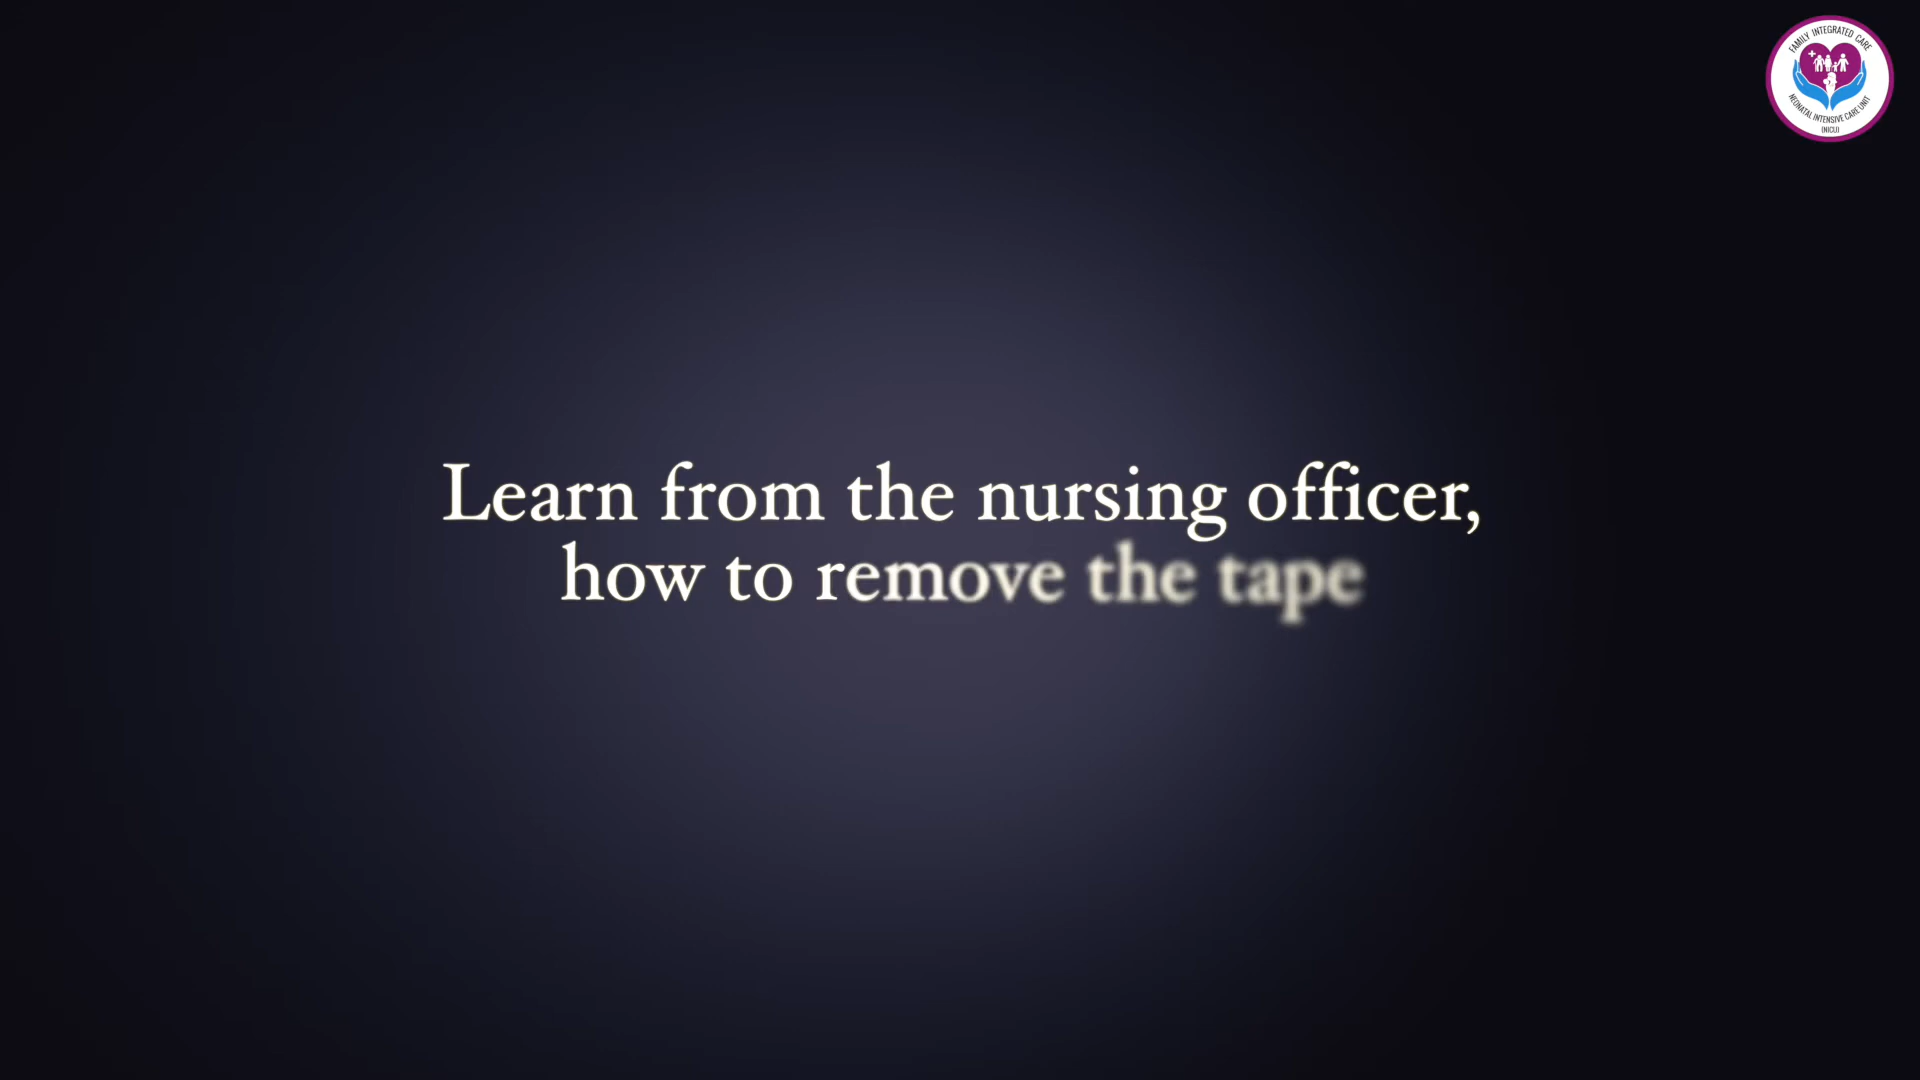 FAMILY INTEGRATED CARE
NEONATAL INTENSIVE CARE UNIT
(NICU)
Learn from the nursing officer,
how to remove the tape